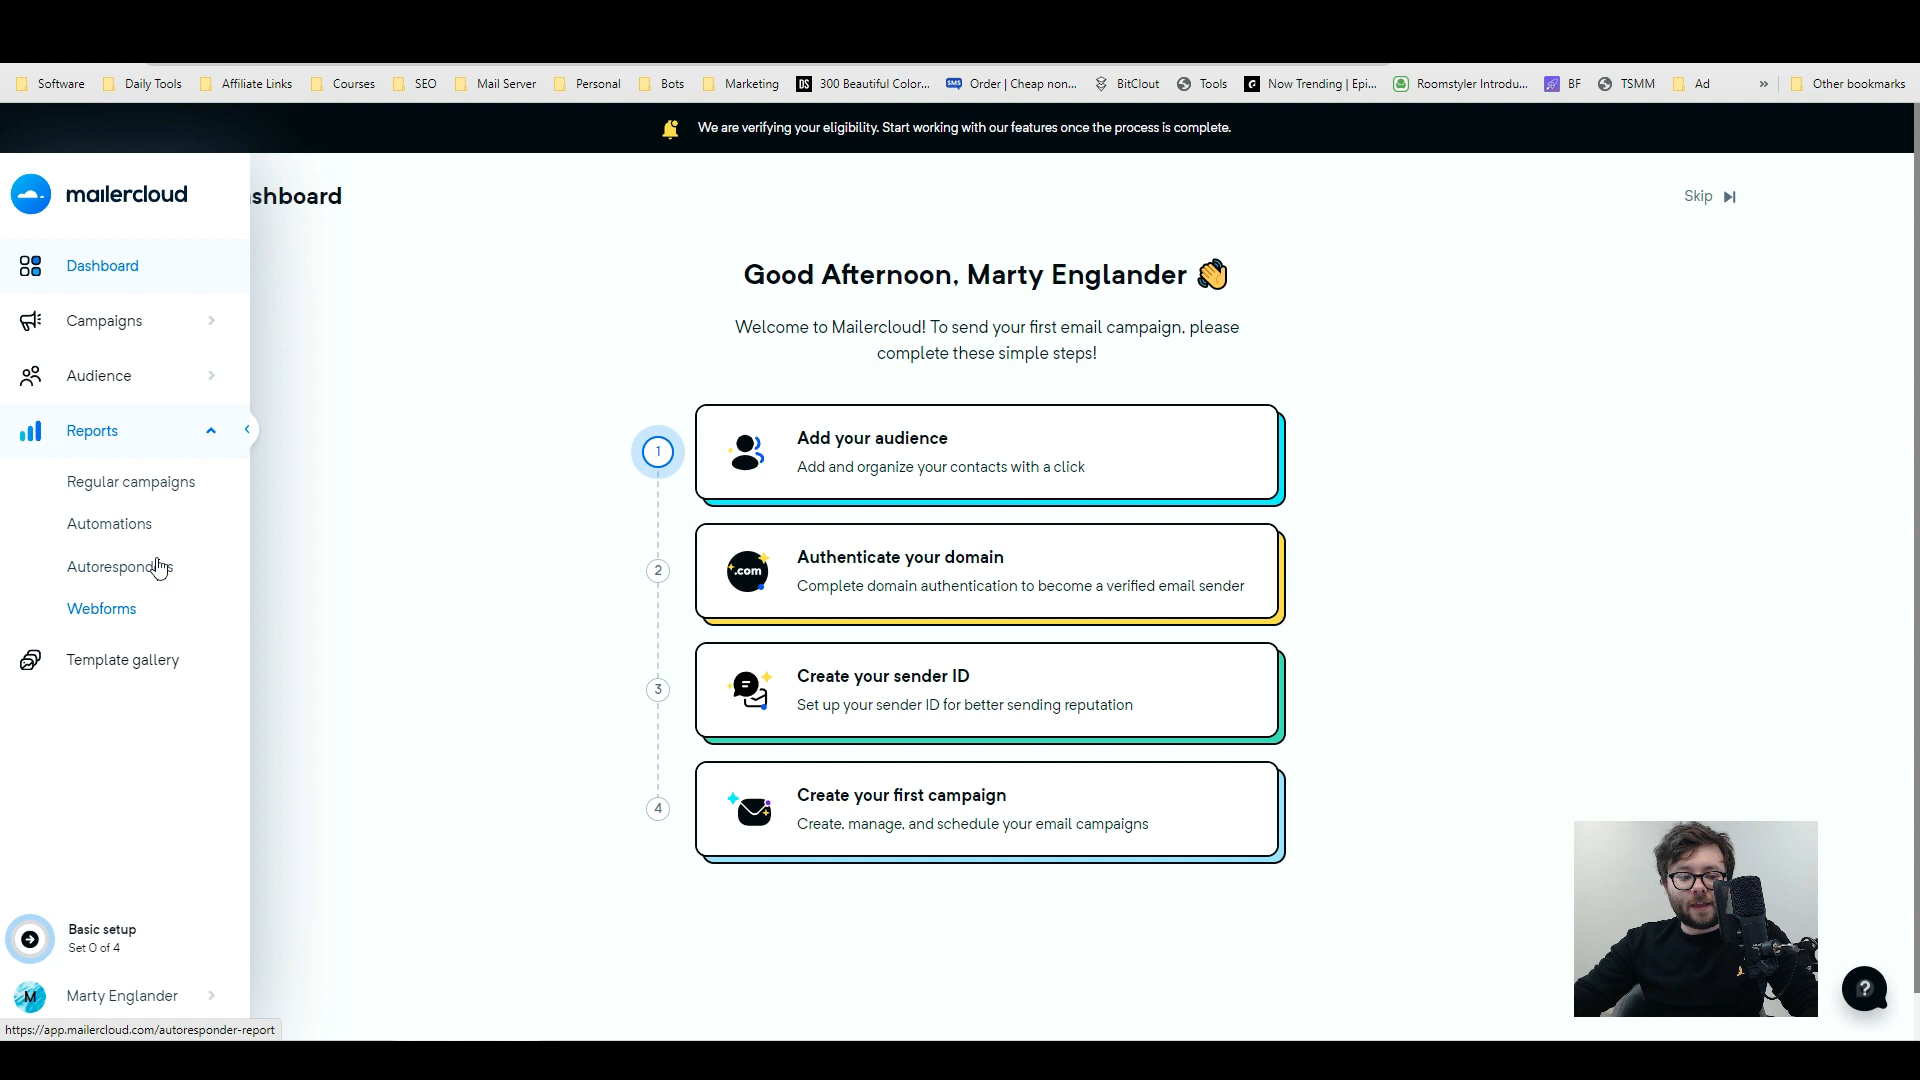 Software
Daily Tools
Affiliate Links
Courses
SEO
Mail Server
Personal
Bots
Marketing
DS
300 Beautiful Color...
SMS
Order | Cheap non...
BitClout
Tools
Now Trending | Epi...
Roomstyler Introdu...
BF
TSMM
Ad
»
Other bookmarks
We are verifying your eligibility. Start working with our features once the process is complete.
mailercloud
shboard
Skip
Dashboard
Campaigns
Audience
Reports
Regular campaigns
Automations
Webforms
Template gallery
Good Afternoon, Marty Englander 👋
Welcome to Mailercloud! To send your first email campaign, please
complete these simple steps!
1
Add your audience
Add and organize your contacts with a click
2
.com
Authenticate your domain
Complete domain authentication to become a verified email sender
3
Create your sender ID
Set up your sender ID for better sending reputation
4
Create your first campaign
Create, manage, and schedule your email campaigns
Basic setup
Set 0 of 4
M
Marty Englander
?
https://app.mailercloud.com/autoresponder-report